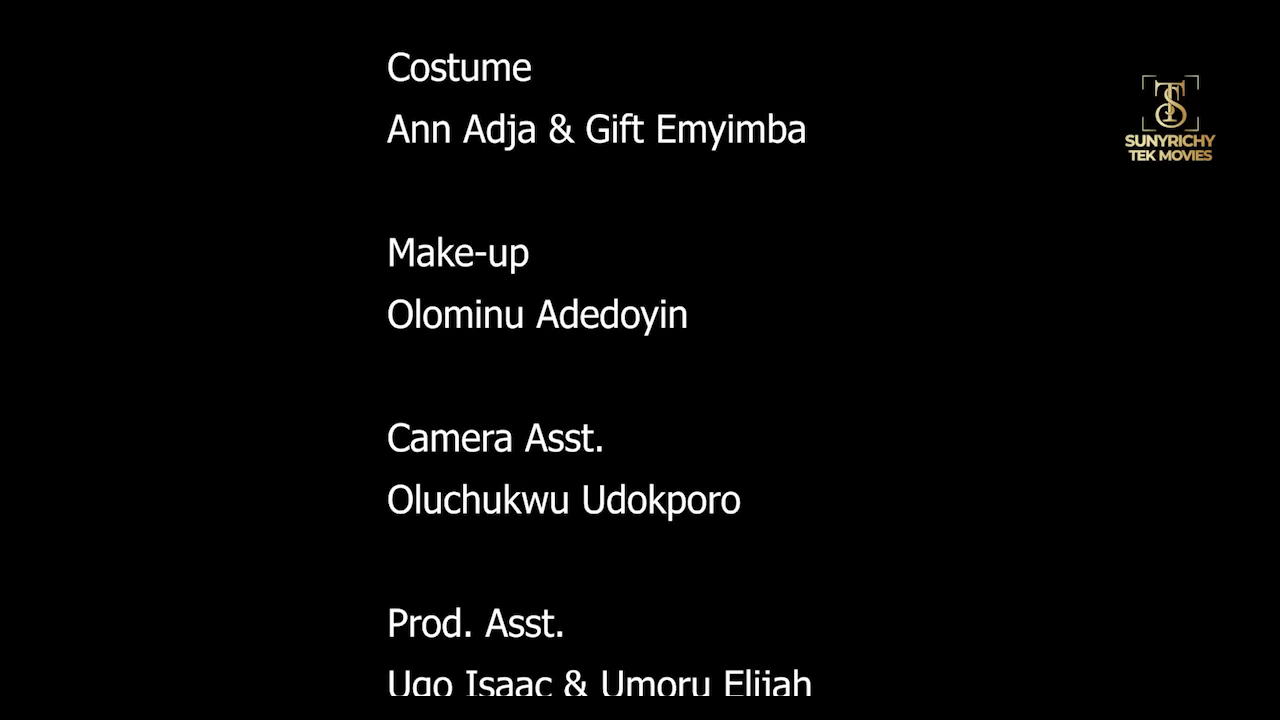 Costume
Ann Adja & Gift Emyimba
SUNYRICHY
TEK MOVIES
Make-up
Olominu Adedoyin
Camera Asst.
Oluchukwu Udokporo
Prod. Asst.
Ugo Isaac & Umoru Elijah